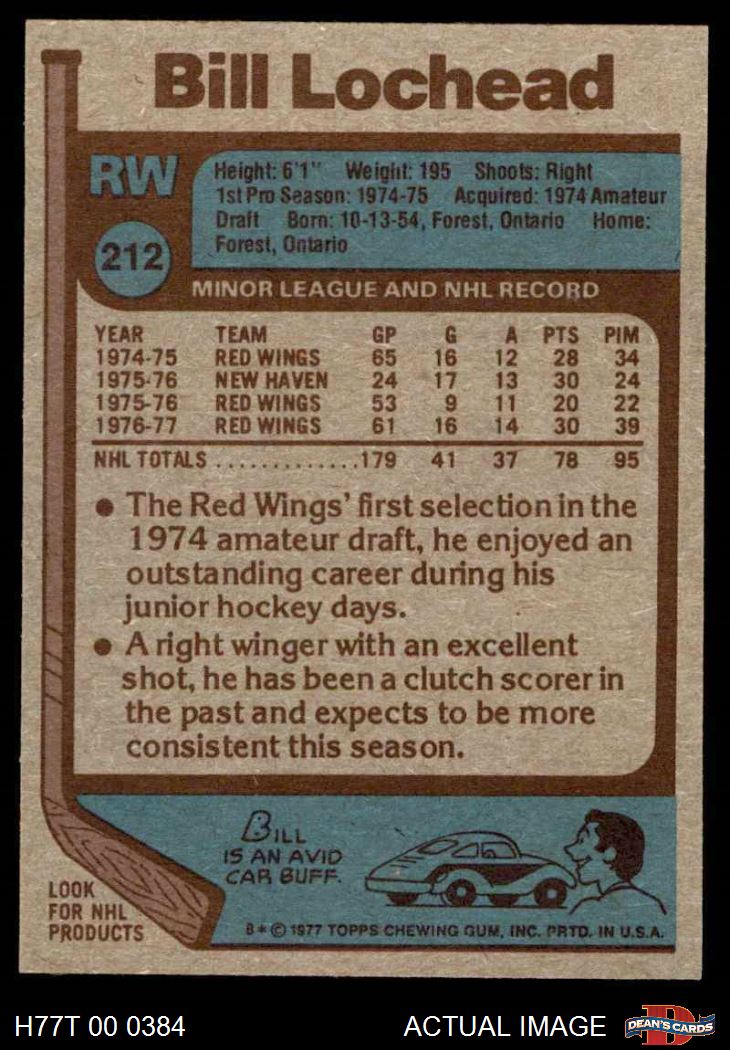 Bill Lochead
RW
212
Height: 6'1" Weight: 195 Shoots: Right
1st Pro Season: 1974-75 Acquired: 1974 Amateur
Draft Born: 10-13-54, Forest, Ontario Home:
Forest, Ontario
MINOR LEAGUE AND NHL RECORD
YEAR TEAM GP G A PTS PIM
1974-75 RED WINGS 65 16 12 28 34
1975-76 NEW HAVEN 24 17 13 30 24
1975-76 RED WINGS 53 9 11 20 22
1976-77 RED WINGS 61 16 14 30 39
NHL TOTALS .............179 41 37 78 95
• The Red Wings' first selection in the
1974 amateur draft, he enjoyed an
outstanding career during his
junior hockey days.
• A right winger with an excellent
shot, he has been a clutch scorer in
the past and expects to be more
consistent this season.
BILL
IS AN AVID
CAR BUFF.
LOOK
FOR NHL
PRODUCTS
B * © 1977 TOPPS CHEWING GUM, INC. PRTD. IN U.S.A.
H77T 00 0384 ACTUAL IMAGE
D
DEAN'S CARDS